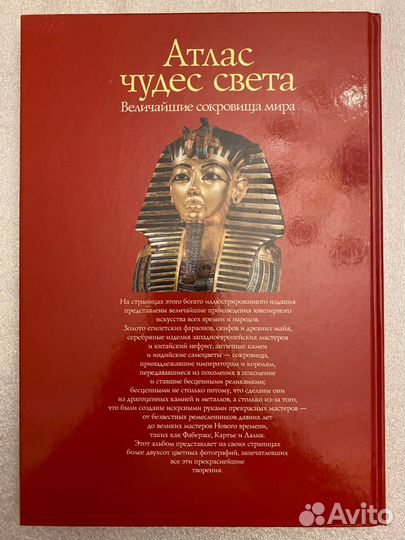 Атлас
чудес света
Величайшие сокровища мира
На страницах этого богато иллюстрированного издания
представлены величайшие произведения ювелирного
искусства всех времен и народов.
Золото египетских фараонов, скифов и древних майя,
серебряные изделия западноевропейских мастеров
и китайский нефрит, античные камеи
и индийские самоцветы — сокровища,
принадлежавшие императорам и королям,
передававшиеся из поколения в поколение
и ставшие бесценными реликвиями;
бесценными не столько потому, что сделаны они
из драгоценных камней и металлов, а столько из-за того,
что были созданы искусными руками прекрасных мастеров —
от безвестных ремесленников давних лет
до великих мастеров Нового времени,
таких как Фаберже, Картье и Лалик.
Этот альбом представляет на своих страницах
более двухсот цветных фотографий, запечатлевших
все эти прекраснейшие
творения.
Avito